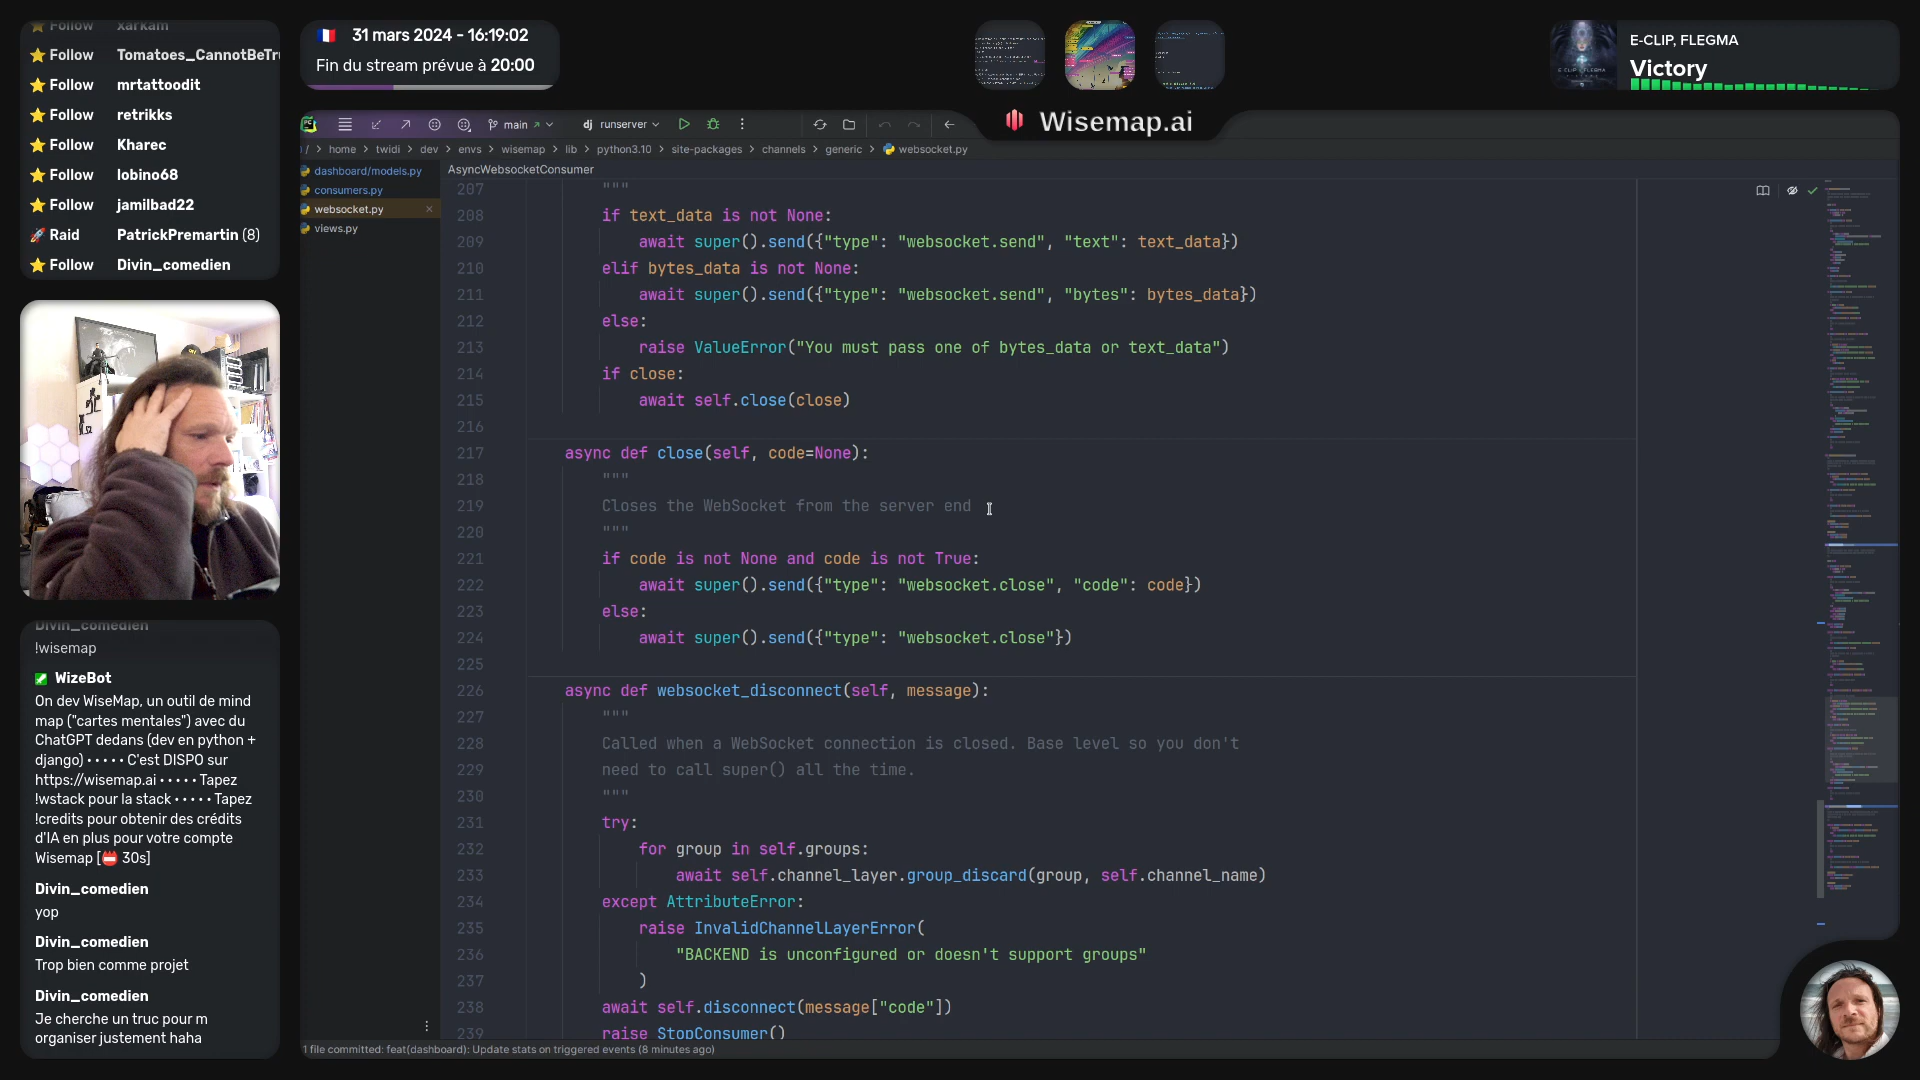 Follow xarkam
Follow Tomatoes_CannotBeTru
Follow mrtattoodit
Follow retrikks
Follow Kharec
Follow lobino68
Follow jamilbad22
Raid PatrickPremartin (8)
Follow Divin_comedien
31 mars 2024 - 16:19:02
Fin du stream prévue à 20:00
E-CLIP, FLEGMA
Victory
Wisemap.ai
main
dj runserver
/ home twidi dev envs wisemap lib python3.10 site-packages channels generic websocket.py
dashboard/models.py
consumers.py
websocket.py
views.py
AsyncWebsocketConsumer
207 """
208 if text_data is not None:
209 await super().send({"type": "websocket.send", "text": text_data})
210 elif bytes_data is not None:
211 await super().send({"type": "websocket.send", "bytes": bytes_data})
212 else:
213 raise ValueError("You must pass one of bytes_data or text_data")
214 if close:
215 await self.close(close)
216
217 async def close(self, code=None):
218 """
219 Closes the WebSocket from the server end
220 """
221 if code is not None and code is not True:
222 await super().send({"type": "websocket.close", "code": code})
223 else:
224 await super().send({"type": "websocket.close"})
225
226 async def websocket_disconnect(self, message):
227 """
228 Called when a WebSocket connection is closed. Base level so you don't
229 need to call super() all the time.
230 """
231 try:
232 for group in self.groups:
233 await self.channel_layer.group_discard(group, self.channel_name)
234 except AttributeError:
235 raise InvalidChannelLayerError(
236 "BACKEND is unconfigured or doesn't support groups"
237 )
238 await self.disconnect(message["code"])
239 raise StopConsumer()
1 file committed: feat(dashboard): Update stats on triggered events (8 minutes ago)
Divin_comedien
!wisemap
WizeBot
On dev WiseMap, un outil de mind
map ("cartes mentales") avec du
ChatGPT dedans (dev en python +
django) • • • • • C'est DISPO sur
https://wisemap.ai • • • • • Tapez
!wstack pour la stack • • • • • Tapez
!credits pour obtenir des crédits
d'IA en plus pour votre compte
Wisemap [📛 30s]
Divin_comedien
yop
Divin_comedien
Trop bien comme projet
Divin_comedien
Je cherche un truc pour m
organiser justement haha